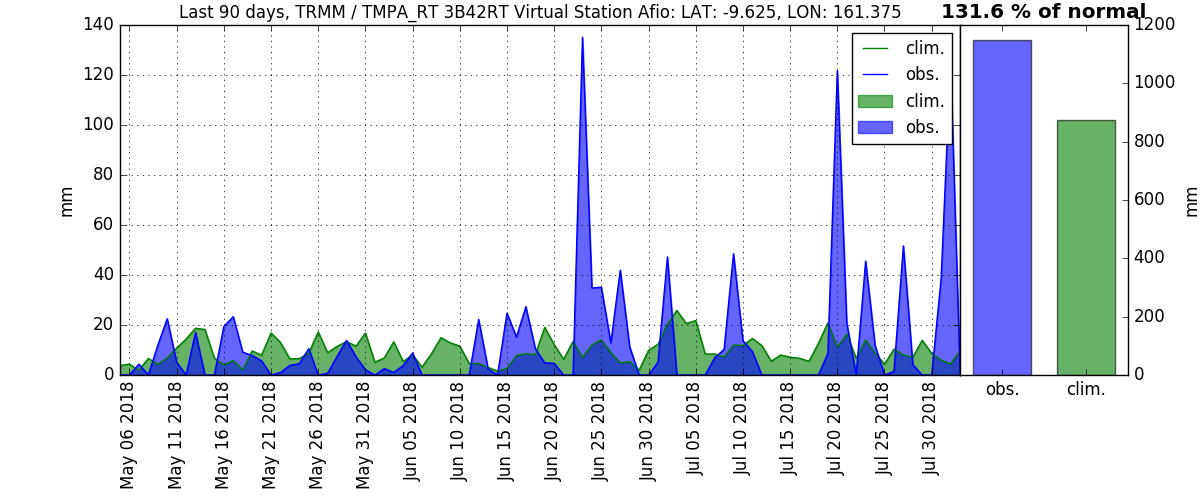 Last 90 days, TRMM / TMPA_RT 3B42RT Virtual Station Afio: LAT: -9.625, LON: 161.375
131.6 % of normal
140
120
100
80
60
40
20
0
mm
clim.
obs.
clim.
obs.
1200
1000
800
600
400
200
0
mm
May 06 2018
May 11 2018
May 16 2018
May 21 2018
May 26 2018
May 31 2018
Jun 05 2018
Jun 10 2018
Jun 15 2018
Jun 20 2018
Jun 25 2018
Jun 30 2018
Jul 05 2018
Jul 10 2018
Jul 15 2018
Jul 20 2018
Jul 25 2018
Jul 30 2018
obs.
clim.